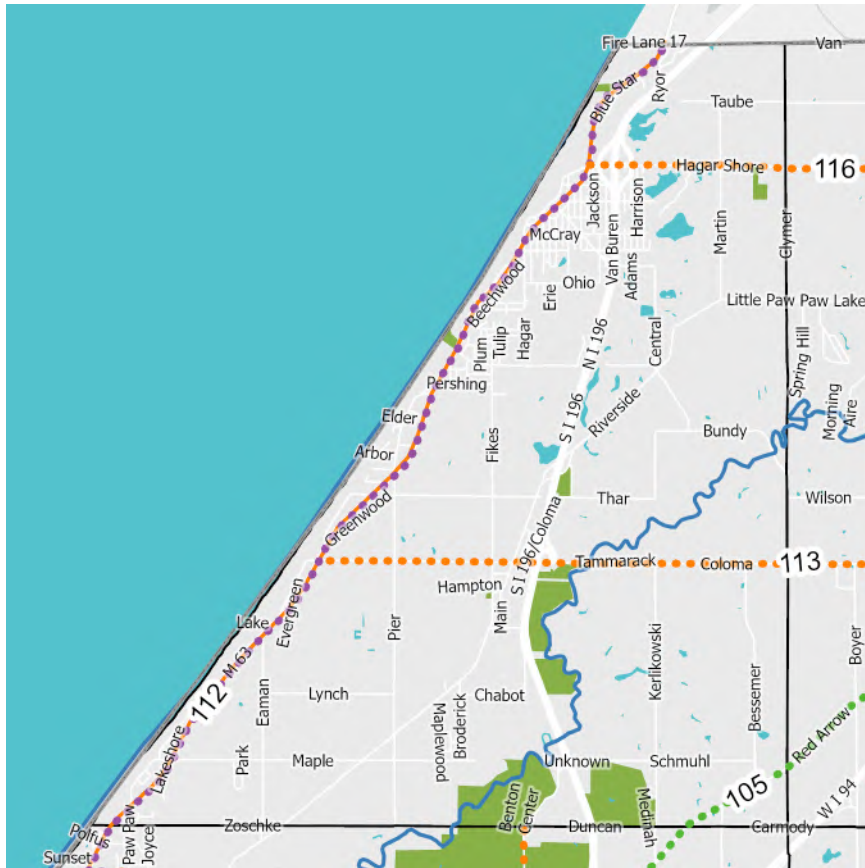 Fire Lane 17
Van
Blue Star
Ryor
Taube
Hagar Shore
116
Jackson
Harrison
McCray
Van Buren
Martin
Clymer
Adams
Ohio
Erie
Beechwood
Little Paw Paw Lake
Plum
Tulip
Hagar
N I 196
Central
Spring Hill
Pershing
Elder
S I 196
Riverside
Morning
Aire
Bundy
Arbor
Fikes
Greenwood
Thar
Wilson
S I 196/Coloma
Tammarack
Coloma
113
Hampton
Evergreen
Lake
Pier
Main
Kerlikowski
Boyer
M 63
112
Eaman
Lynch
Chabot
Maplewood
Broderick
Bessemer
Red Arrow
Lakeshore
Park
Maple
Unknown
Schmuhl
105
W I 94
Benton
Center
Medinah
Polfus
Paw Paw
Joyce
Zoschke
Duncan
Carmody
Sunset